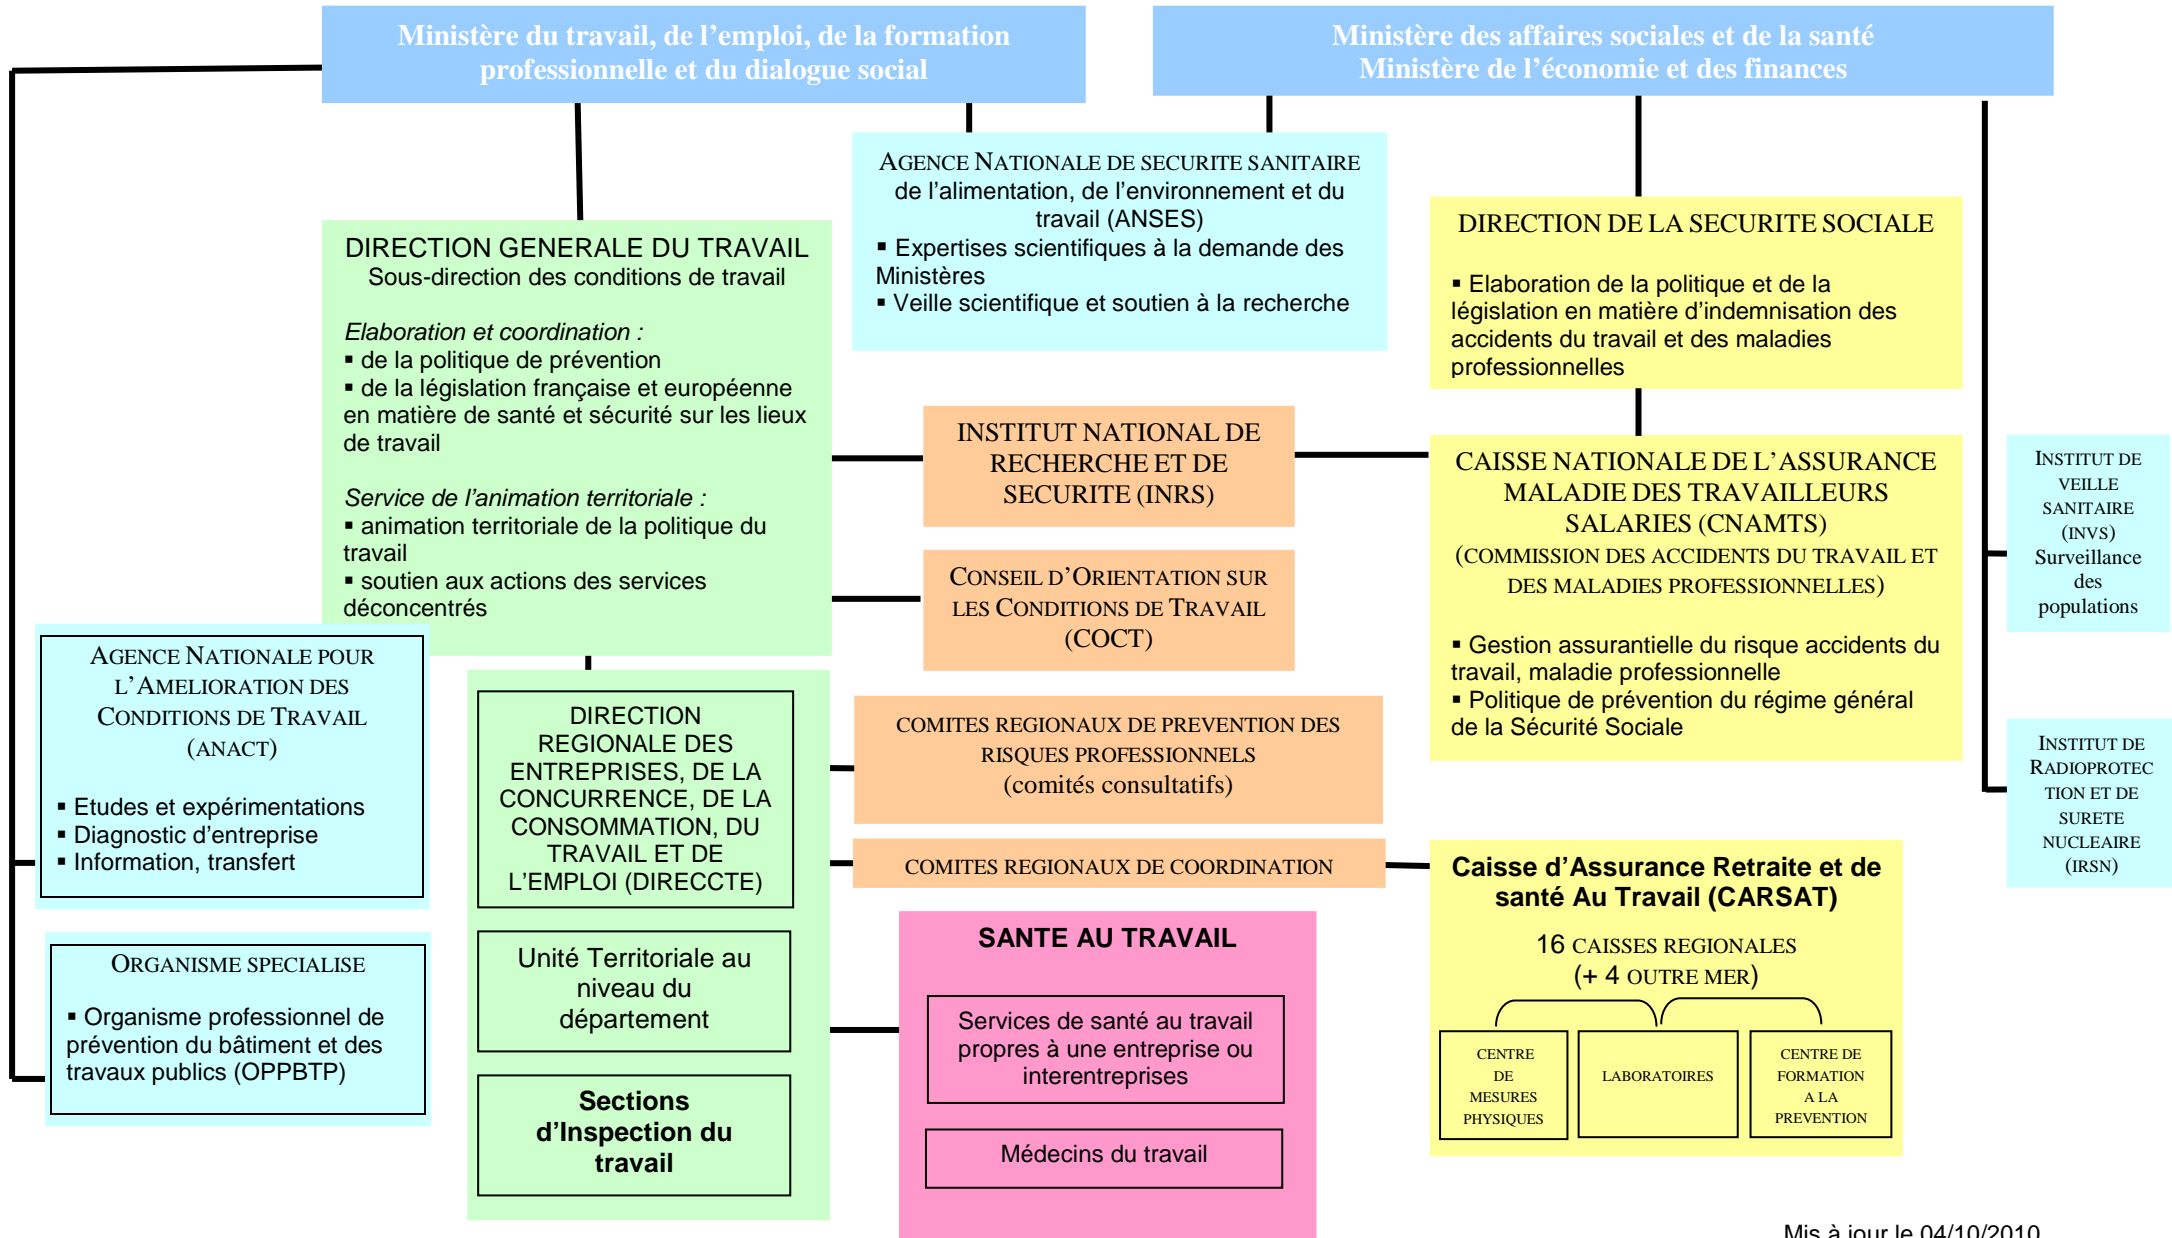 Ministère du travail, de l’emploi, de la formation
professionnelle et du dialogue social
Ministère des affaires sociales et de la santé
Ministère de l’économie et des finances
AGENCE NATIONALE DE SECURITE SANITAIRE
de l’alimentation, de l’environnement et du
travail (ANSES)
▪ Expertises scientifiques à la demande des
Ministères
▪ Veille scientifique et soutien à la recherche
DIRECTION GENERALE DU TRAVAIL
Sous-direction des conditions de travail
Elaboration et coordination :
▪ de la politique de prévention
▪ de la législation française et européenne
en matière de santé et sécurité sur les lieux
de travail
Service de l’animation territoriale :
▪ animation territoriale de la politique du
travail
▪ soutien aux actions des services
déconcentrés
DIRECTION DE LA SECURITE SOCIALE
▪ Elaboration de la politique et de la
législation en matière d’indemnisation des
accidents du travail et des maladies
professionnelles
INSTITUT NATIONAL DE
RECHERCHE ET DE
SECURITE (INRS)
CAISSE NATIONALE DE L’ASSURANCE
MALADIE DES TRAVAILLEURS
SALARIES (CNAMTS)
(COMMISSION DES ACCIDENTS DU TRAVAIL ET
DES MALADIES PROFESSIONNELLES)
▪ Gestion assurantielle du risque accidents du
travail, maladie professionnelle
▪ Politique de prévention du régime général
de la Sécurité Sociale
INSTITUT DE
VEILLE
SANITAIRE
(INVS)
Surveillance
des
populations
CONSEIL D’ORIENTATION SUR
LES CONDITIONS DE TRAVAIL
(COCT)
AGENCE NATIONALE POUR
L’AMELIORATION DES
CONDITIONS DE TRAVAIL
(ANACT)
▪ Etudes et expérimentations
▪ Diagnostic d’entreprise
▪ Information, transfert
DIRECTION
REGIONALE DES
ENTREPRISES, DE LA
CONCURRENCE, DE LA
CONSOMMATION, DU
TRAVAIL ET DE
L’EMPLOI (DIRECCTE)
COMITES REGIONAUX DE PREVENTION DES
RISQUES PROFESSIONNELS
(comités consultatifs)
INSTITUT DE
RADIOPROTEC
TION ET DE
SURETE
NUCLEAIRE
(IRSN)
COMITES REGIONAUX DE COORDINATION
Caisse d’Assurance Retraite et de
santé Au Travail (CARSAT)
16 CAISSES REGIONALES
(+ 4 OUTRE MER)
CENTRE
DE
MESURES
PHYSIQUES
LABORATOIRES
CENTRE DE
FORMATION
A LA
PREVENTION
ORGANISME SPECIALISE
▪ Organisme professionnel de
prévention du bâtiment et des
travaux publics (OPPBTP)
Unité Territoriale au
niveau du
département
Sections
d’Inspection du
travail
SANTE AU TRAVAIL
Services de santé au travail
propres à une entreprise ou
interentreprises
Médecins du travail
Mis à jour le 04/10/2010